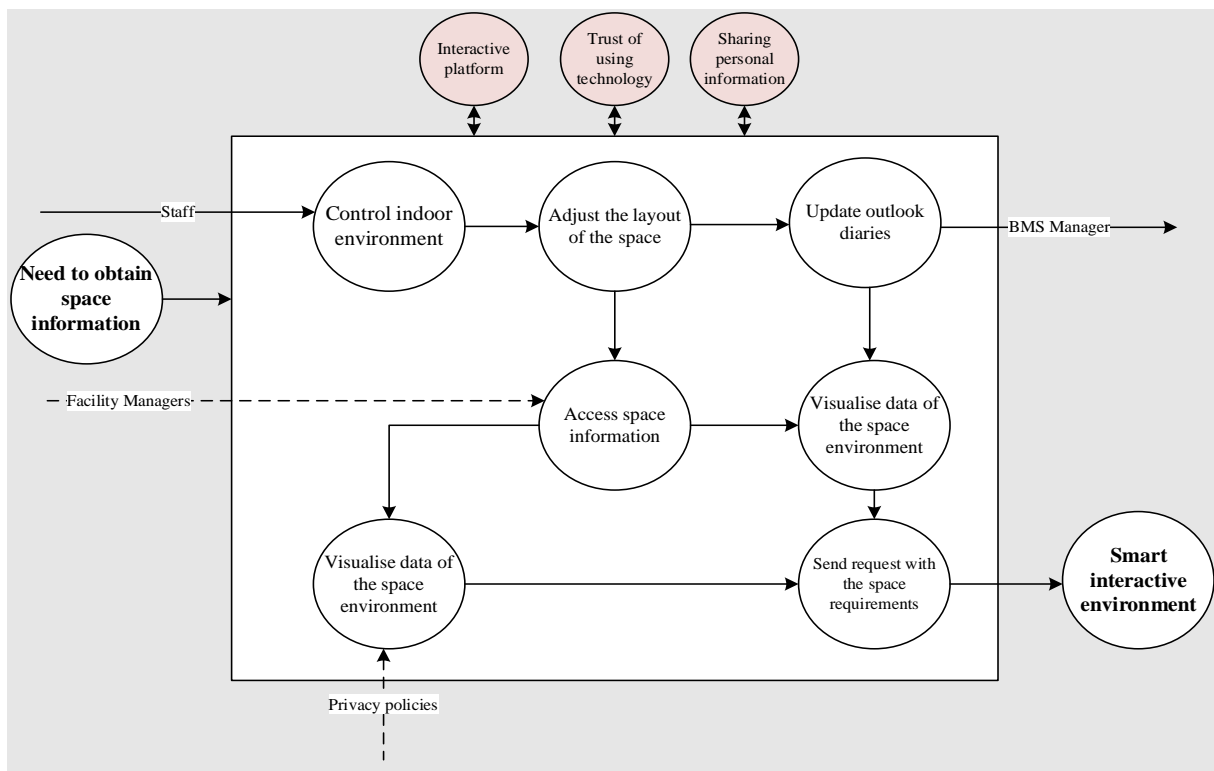 Interactive
platform
Trust of
using
technology
Sharing
personal
information
Staff
Control indoor
environment
Adjust the layout
of the space
Update outlook
diaries
BMS Manager
Need to obtain
space
information
Facility Managers
Access space
information
Visualise data of
the space
environment
Visualise data of
the space
environment
Send request with
the space
requirements
Smart
interactive
environment
Privacy policies